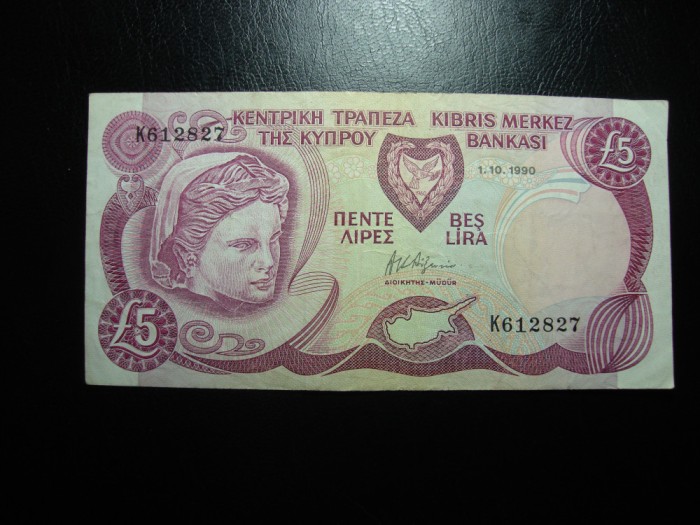 ΚΕΝΤΡΙΚΗ ΤΡΑΠΕΖΑ
ΤΗΣ ΚΥΠΡΟΥ
KIBRIS MERKEZ
BANKASI
K612827
£5
1.10.1990
ΠΕΝΤΕ
ΛΙΡΕΣ
BEŞ
LİRA
ΔΙΟΙΚΗΤΗΣ-MÜDÜR
£5
K612827